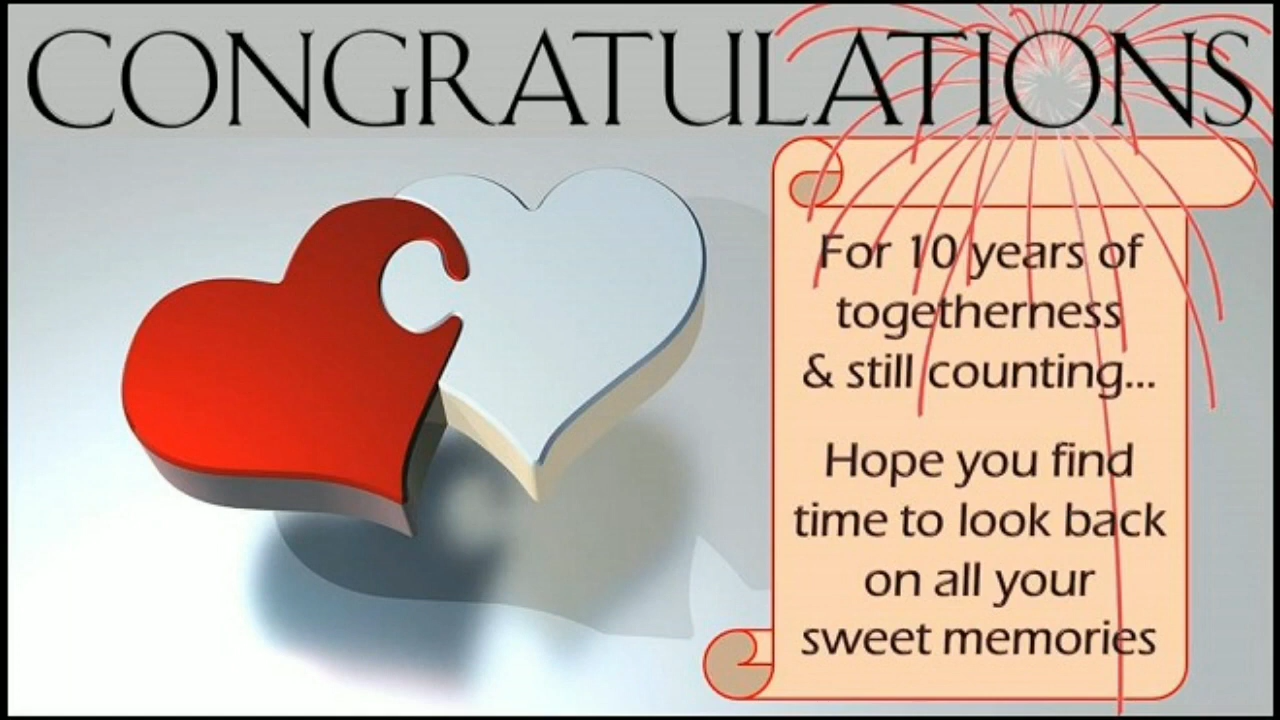 CONGRATULATIONS
For 10 years of
togetherness
& still counting...
Hope you find
time to look back
on all your
sweet memories